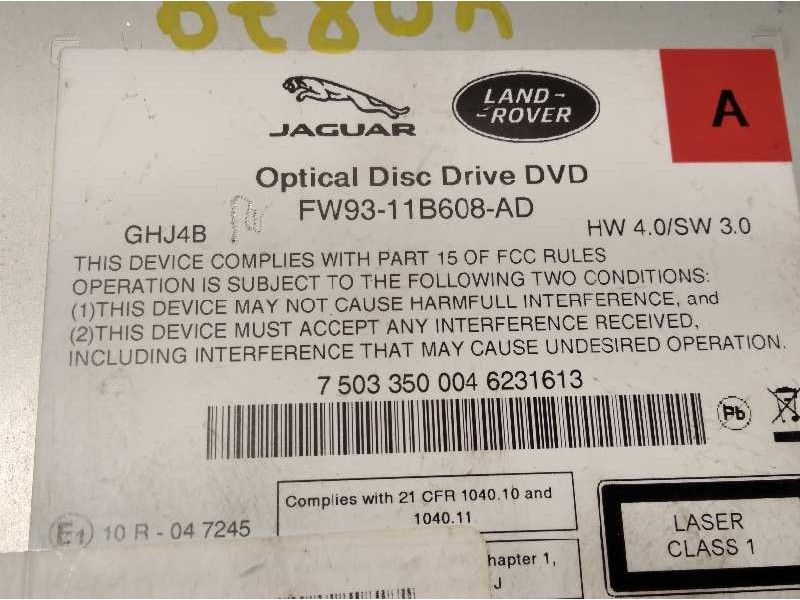 JAGUAR
LAND-
-ROVER
A
Optical Disc Drive DVD
FW93-11B608-AD
GHJ4B
HW 4.0/SW 3.0
THIS DEVICE COMPLIES WITH PART 15 OF FCC RULES
OPERATION IS SUBJECT TO THE FOLLOWING TWO CONDITIONS:
(1)THIS DEVICE MAY NOT CAUSE HARMFULL INTERFERENCE, and
(2)THIS DEVICE MUST ACCEPT ANY INTERFERENCE RECEIVED,
INCLUDING INTERFERENCE THAT MAY CAUSE UNDESIRED OPERATION.
7 503 350 004 6231613
Pb
Complies with 21 CFR 1040.10 and
1040.11
E1 10 R - 04 7245
hapter 1,
J
LASER
CLASS 1